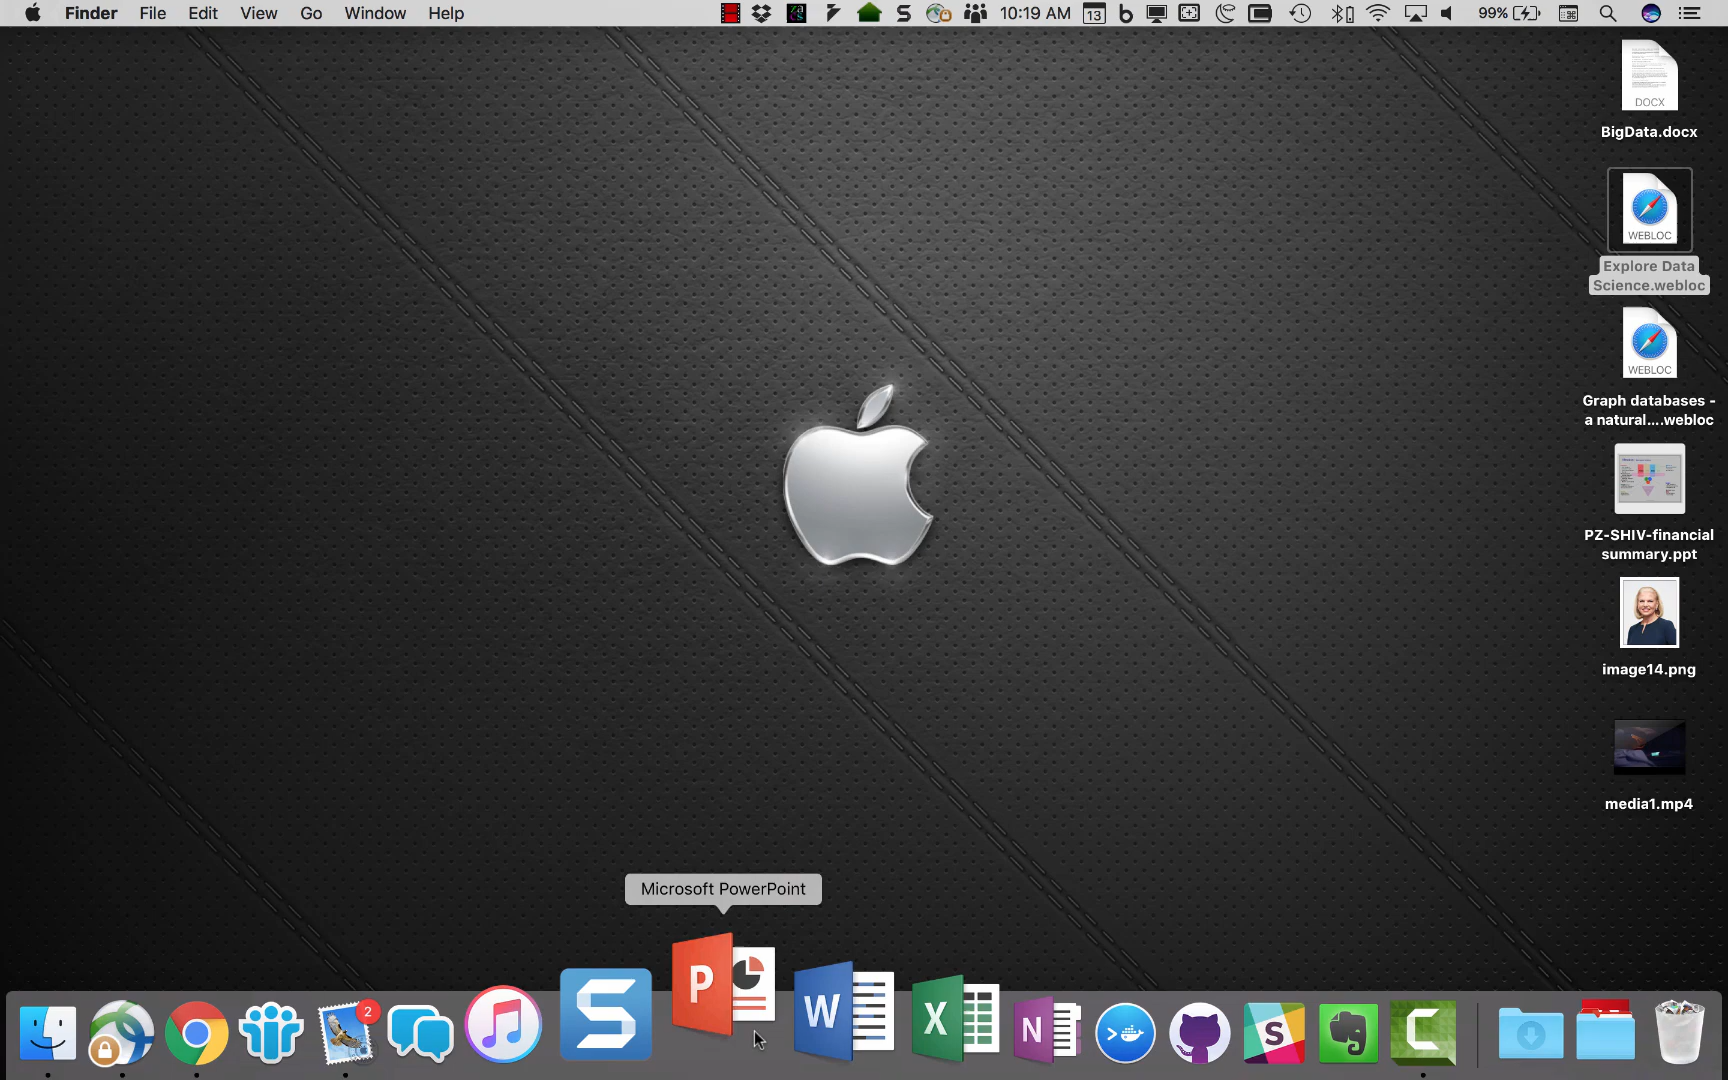 Finder File Edit View Go Window Help 10:19 AM 13 99%
DOCX
BigData.docx
WEBLOC
Explore Data
Science.webloc
WEBLOC
Graph databases -
a natural....webloc
PZ-SHIV-financial
summary.ppt
image14.png
media1.mp4
Microsoft PowerPoint
2
S
P
W
X
N
S
C